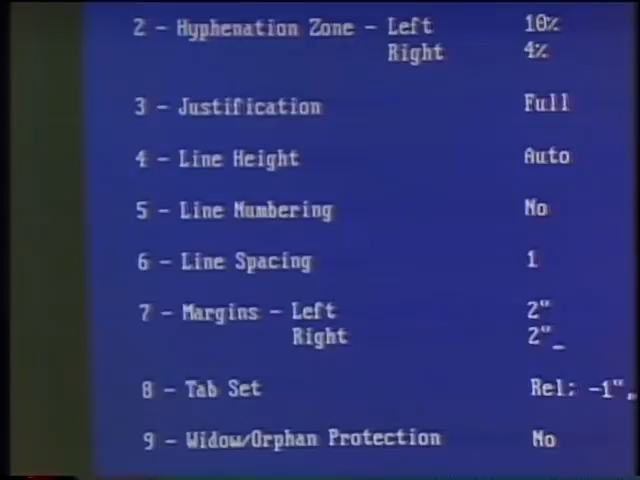 2 - Hyphenation Zone - Left 10%
Right 4%
3 - Justification Full
4 - Line Height Auto
5 - Line Numbering No
6 - Line Spacing 1
7 - Margins - Left 2"
Right 2"_
8 - Tab Set Rel: -1",
9 - Widow/Orphan Protection No